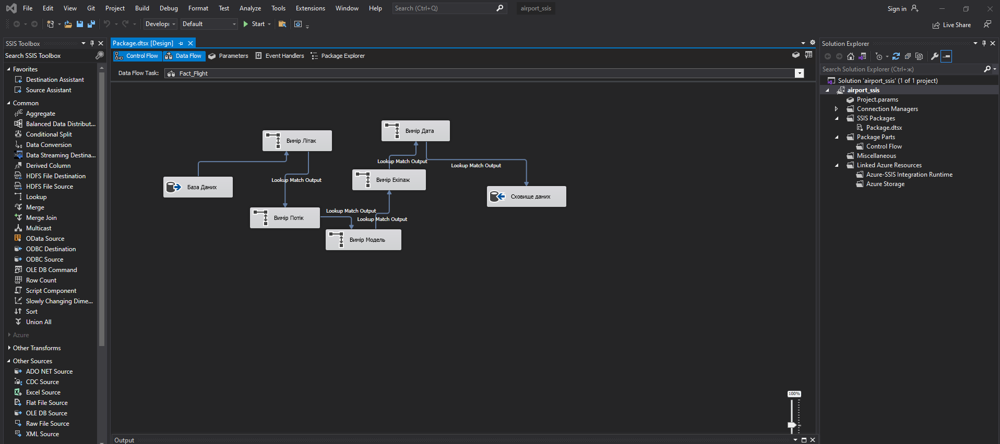 File Edit View Git Project Build Debug Format Test Analyze Tools Extensions Window Help Search (Ctrl+Q) airport_ssis Sign in
Default Start Live Share
SSIS Toolbox
Search SSIS Toolbox
Favorites
Destination Assistant
Source Assistant
Common
Aggregate
Balanced Data Distribut...
Conditional Split
Data Conversion
Data Streaming Destina...
Derived Column
HDFS File Destination
HDFS File Source
Lookup
Merge
Merge Join
Multicast
OData Source
ODBC Destination
ODBC Source
OLE DB Command
Row Count
Script Component
Slowly Changing Dime...
Sort
Union All
Azure
Other Transforms
Other Sources
ADO NET Source
CDC Source
Excel Source
Flat File Source
OLE DB Source
Raw File Source
XML Source
Package.dtsx [Design]
Control Flow Data Flow Parameters Event Handlers Package Explorer
Data Flow Task: Fact_Flight
Вимір Дата
Вимір Літак
Lookup Match Output
Lookup Match Output
Lookup Match Output
Вимір Екіпаж
База Даних
Сховище даних
Lookup Match Output
Вимір Потік
Lookup Match Output
Вимір Модель
100%
Output
Solution Explorer
Search Solution Explorer (Ctrl+ж)
Solution 'airport_ssis' (1 of 1 project)
airport_ssis
Project.params
Connection Managers
SSIS Packages
Package.dtsx
Package Parts
Control Flow
Miscellaneous
Linked Azure Resources
Azure-SSIS Integration Runtime
Azure Storage